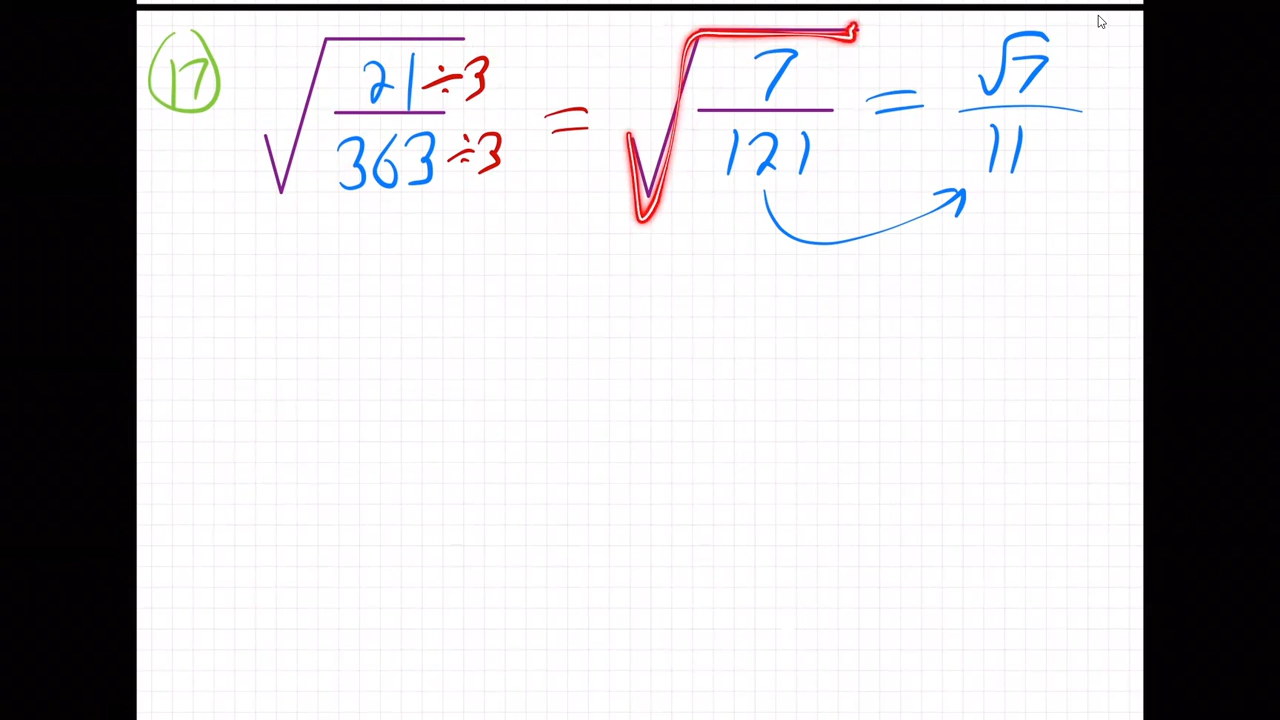 17 √(21÷3 / 363÷3) = √(7 / 121) = √7 / 11